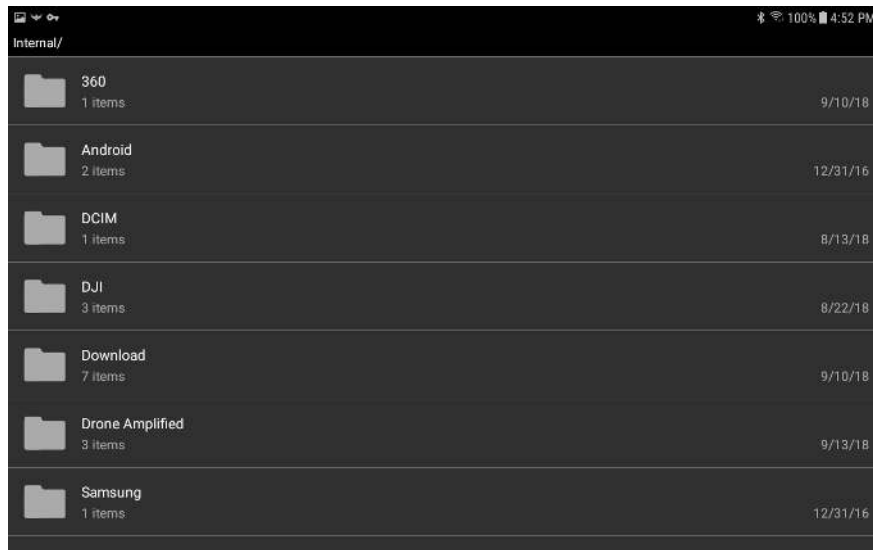 100% 4:52 PM
Internal/
360
1 items
9/10/18
Android
2 items
12/31/16
DCIM
1 items
8/13/18
DJI
3 items
8/22/18
Download
7 items
9/10/18
Drone Amplified
3 items
9/13/18
Samsung
1 items
12/31/16